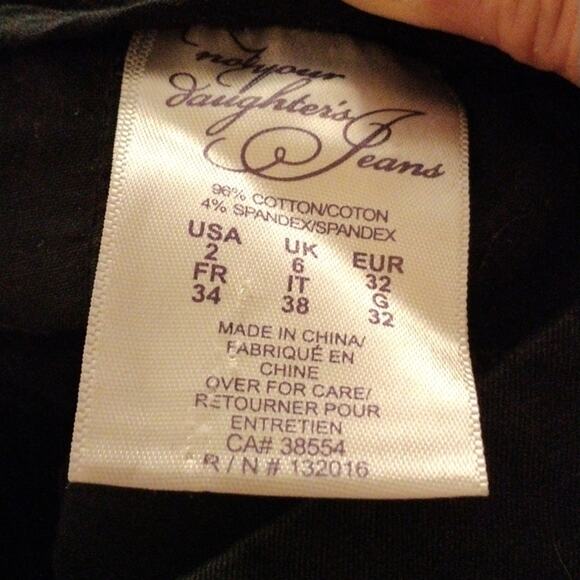 not your
daughter's
Jeans
96% COTTON/COTON
4% SPANDEX/SPANDEX
USA UK EUR
2 6 32
FR IT G
34 38 32
MADE IN CHINA/
FABRIQUÉ EN
CHINE
OVER FOR CARE/
RETOURNER POUR
ENTRETIEN
CA# 38554
R/N # 132016